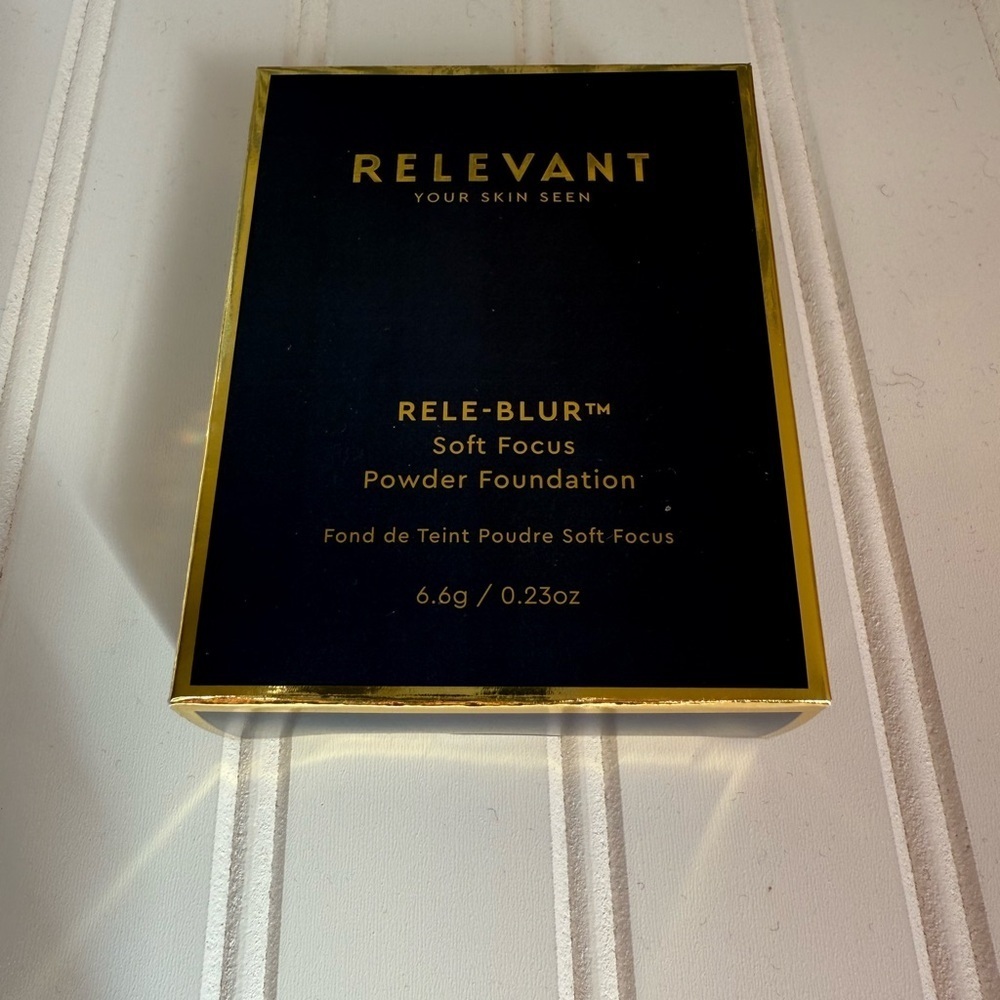 RELEVANT
YOUR SKIN SEEN
RELE-BLUR™
Soft Focus
Powder Foundation
Fond de Teint Poudre Soft Focus
6.6g / 0.23oz